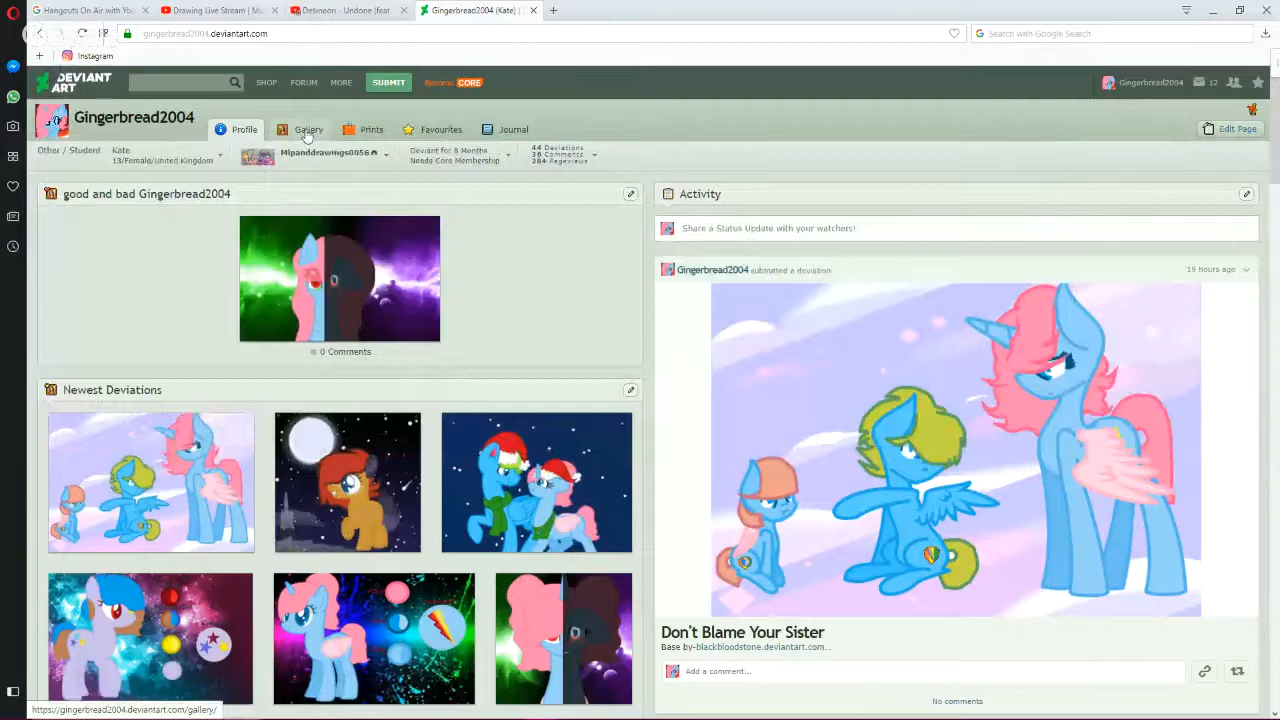 Hangouts On Air with Y
Drawing Live Stream | Mu
Destmeon - Undone (feat
Gingerbread2004 (Kate) |
gingerbread2004.deviantart.com
Search with Google Search
Instagram
DEVIANT ART
SHOP
FORUM
MORE
SUBMIT
Become CORE
Gingerbread2004
12
Gingerbread2004
Profile
Gallery
Prints
Favourites
Journal
Edit Page
Other / Student
Kate
13/Female/United Kingdom
Mlpanddrawings6056
Deviant for 8 Months
Needs Core Membership
44 Deviations
36 Comments
284 Pageviews
good and bad Gingerbread2004
0 Comments
Newest Deviations
Activity
Share a Status Update with your watchers!
Gingerbread2004 submitted a deviation
19 hours ago
Don't Blame Your Sister
Base by-blackbloodstone.deviantart.com...
Add a comment...
No comments
https://gingerbread2004.deviantart.com/gallery/